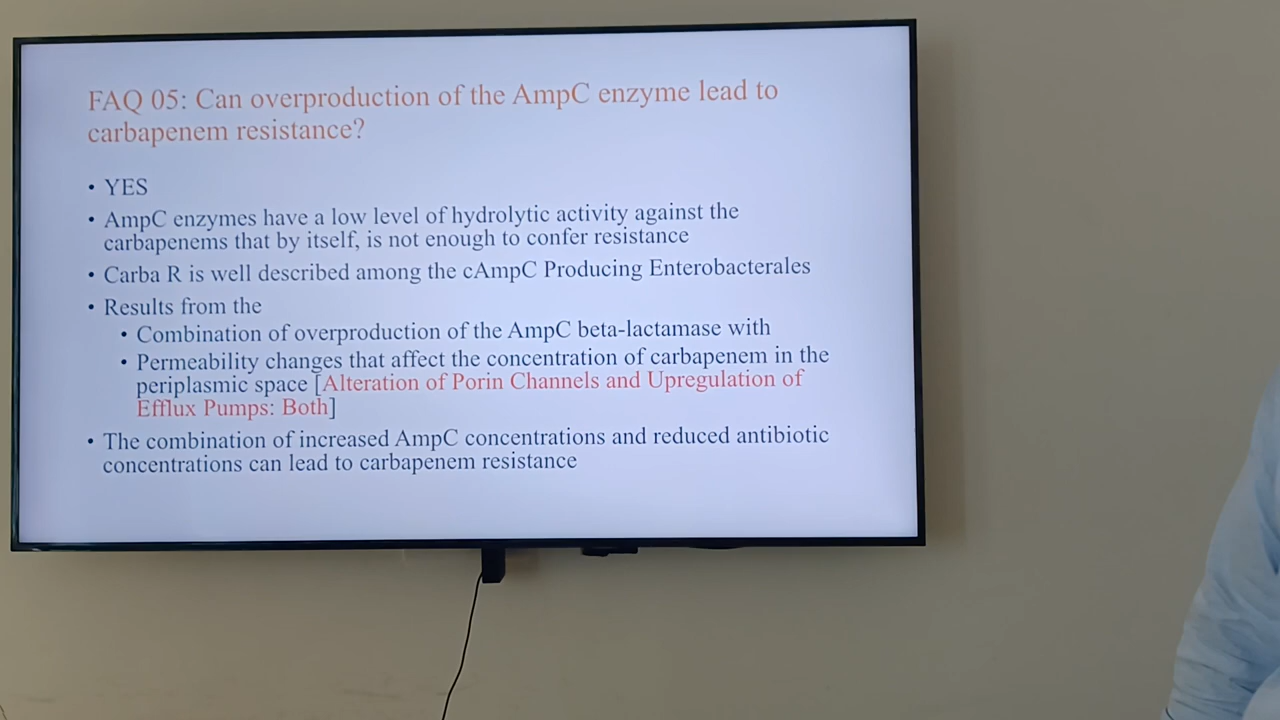 FAQ 05: Can overproduction of the AmpC enzyme lead to
carbapenem resistance?
• YES
• AmpC enzymes have a low level of hydrolytic activity against the
carbapenems that by itself, is not enough to confer resistance
• Carba R is well described among the cAmpC Producing Enterobacterales
• Results from the
• Combination of overproduction of the AmpC beta-lactamase with
• Permeability changes that affect the concentration of carbapenem in the
periplasmic space [Alteration of Porin Channels and Upregulation of
Efflux Pumps: Both]
• The combination of increased AmpC concentrations and reduced antibiotic
concentrations can lead to carbapenem resistance